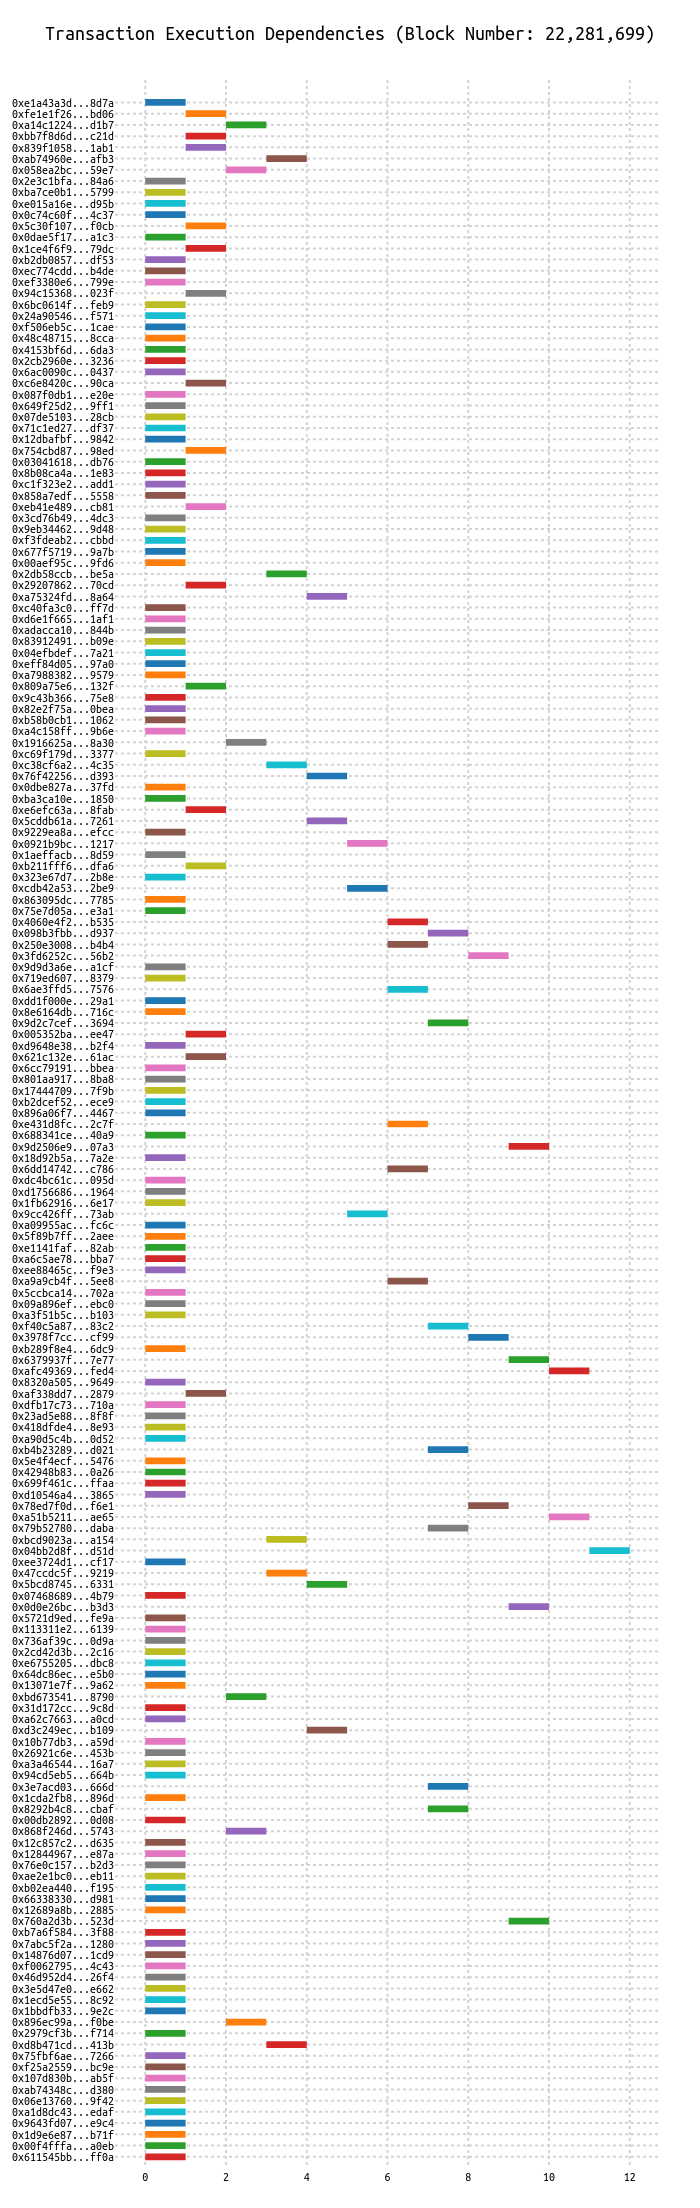 Transaction Execution Dependencies (Block Number: 22,281,699)
0xe1a43a3d...8d7a
0xfe1e1f26...bd06
0xa14c1224...d1b7
0xbb7f8d6d...c21d
0x839f1058...1ab1
0xab74960e...afb3
0x058ea2bc...59e7
0x2e3c1bfa...84a6
0xba7ce0b1...5799
0xe015a16e...d95b
0x0c74c60f...4c37
0x5c30f107...f0cb
0x0dae5f17...a1c3
0x1ce4f6f9...79dc
0xb2db0857...df53
0xec774cdd...b4de
0xef3380e6...799e
0x94c15368...023f
0x6bc0614f...feb9
0x24a90546...f571
0xf506eb5c...1cae
0x48c48715...8cca
0x4153bf6d...6da3
0x2cb2960e...3236
0x6ac0090c...0437
0xc6e8420c...90ca
0x087f0db1...e20e
0x649f25d2...9ff1
0x07de5103...28cb
0x71c1ed27...df37
0x12dbafbf...9842
0x754cbd87...98ed
0x03041618...db76
0x8b08ca4a...1e83
0xc1f323e2...add1
0x858a7edf...5558
0xeb41e489...cb81
0x3cd76b49...4dc3
0x9eb34462...9d48
0xf3fdeab2...cbbd
0x677f5719...9a7b
0x00aef95c...9fd6
0x2db58ccb...be5a
0x29207862...70cd
0xa75324fd...8a64
0xc40fa3c0...ff7d
0xd6e1f665...1af1
0xadacca10...844b
0x83912491...b09e
0x04efbdef...7a21
0xeff84d05...97a0
0xa7988382...9579
0x809a75e6...132f
0x9c43b366...75e8
0x82e2f75a...0bea
0xb58b0cb1...1062
0xa4c158ff...9b6e
0x1916625a...8a30
0xc69f179d...3377
0xc38cf6a2...4c35
0x76f42256...d393
0x0dbe827a...37fd
0xba3ca10e...1850
0xe6efc63a...8fab
0x5cddb61a...7261
0x9229ea8a...efcc
0x0921b9bc...1217
0x1aeffacb...8d59
0xb211fff6...dfa6
0x323e67d7...2b8e
0xcdb42a53...2be9
0x863095dc...7785
0x75e7d05a...e3a1
0x4060e4f2...b535
0x098b3fbb...d937
0x250e3008...b4b4
0x3fd6252c...56b2
0x9d9d3a6e...a1cf
0x719ed607...8379
0x6ae3ffd5...7576
0xdd1f000e...29a1
0x8e6164db...716c
0x9d2c7cef...3694
0x005352ba...ee47
0xd9648e38...b2f4
0x621c132e...61ac
0x6cc79191...bbea
0x801aa917...8ba8
0x17444709...7f9b
0xb2dcef52...ece9
0x896a06f7...4467
0xe431d8fc...2c7f
0x688341ce...40a9
0x9d2506e9...07a3
0x18d92b5a...7a2e
0x6dd14742...c786
0xdc4bc61c...095d
0xd1756686...1964
0x1fb62916...6e17
0x9cc426ff...73ab
0xa09955ac...fc6c
0x5f89b7ff...2aee
0xe1141faf...82ab
0xa6c5ae78...bba7
0xee88465c...f9e3
0xa9a9cb4f...5ee8
0x5ccbca14...702a
0x09a896ef...ebc0
0xa3f51b5c...b103
0xf40c5a87...83c2
0x3978f7cc...cf99
0xb289f8e4...6dc9
0x6379937f...7e77
0xafc49369...fed4
0x8320a505...9649
0xaf338dd7...2879
0xdfb17c73...710a
0x23ad5e88...8f8f
0x418dfde4...8e93
0xa90d5c4b...0d52
0xb4b23289...d021
0x5e4f4ecf...5476
0x42948b83...0a26
0x699f461c...ffaa
0xd10546a4...3865
0x78ed7f0d...f6e1
0xa51b5211...ae65
0x79b52780...daba
0xbcd9023a...a154
0x04bb2d8f...d51d
0xee3724d1...cf17
0x47ccdc5f...9219
0x5bcd8745...6331
0x07468689...4b79
0x0d0e26bc...b3d3
0x5721d9ed...fe9a
0x113311e2...6139
0x736af39c...0d9a
0x2cd42d3b...2c16
0xe6755205...dbc8
0x64dc86ec...e5b0
0x13071e7f...9a62
0xbd673541...8790
0x31d172cc...9c8d
0xa62c7663...a0cd
0xd3c249ec...b109
0x10b77db3...a59d
0x26921c6e...453b
0xa3a46544...16a7
0x94cd5eb5...664b
0x3e7acd03...666d
0x1cda2fb8...896d
0x8292b4c8...cbaf
0x00db2892...0d08
0x868f246d...5743
0x12c857c2...d635
0x12844967...e87a
0x76e0c157...b2d3
0xae2e1bc0...eb11
0xb02ea440...f195
0x66338330...d981
0x12689a8b...2885
0x760a2d3b...523d
0xb7a6f584...3f88
0x7abc5f2a...1280
0x14876d07...1cd9
0xf0062795...4c43
0x46d952d4...26f4
0x3e5d47e0...e662
0x1ecd5e55...8c92
0x1bbdfb33...9e2c
0x896ec99a...f0be
0x2979cf3b...f714
0xd8b471cd...413b
0x75fbf6ae...7266
0xf25a2559...bc9e
0x107d830b...ab5f
0xab74348c...d380
0x06e13760...9f42
0xa1d8dc43...edaf
0x9643fd07...e9c4
0x1d9e6e87...b71f
0x00f4fffa...a0eb
0x611545bb...ff0a
0 2 4 6 8 10 12